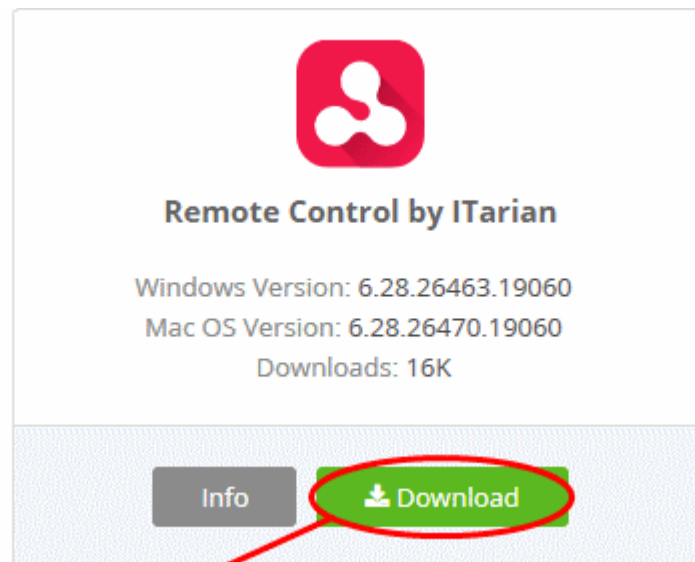 Remote Control by ITarian
Windows Version: 6.28.26463.19060
Mac OS Version: 6.28.26470.19060
Downloads: 16K
Info
Download